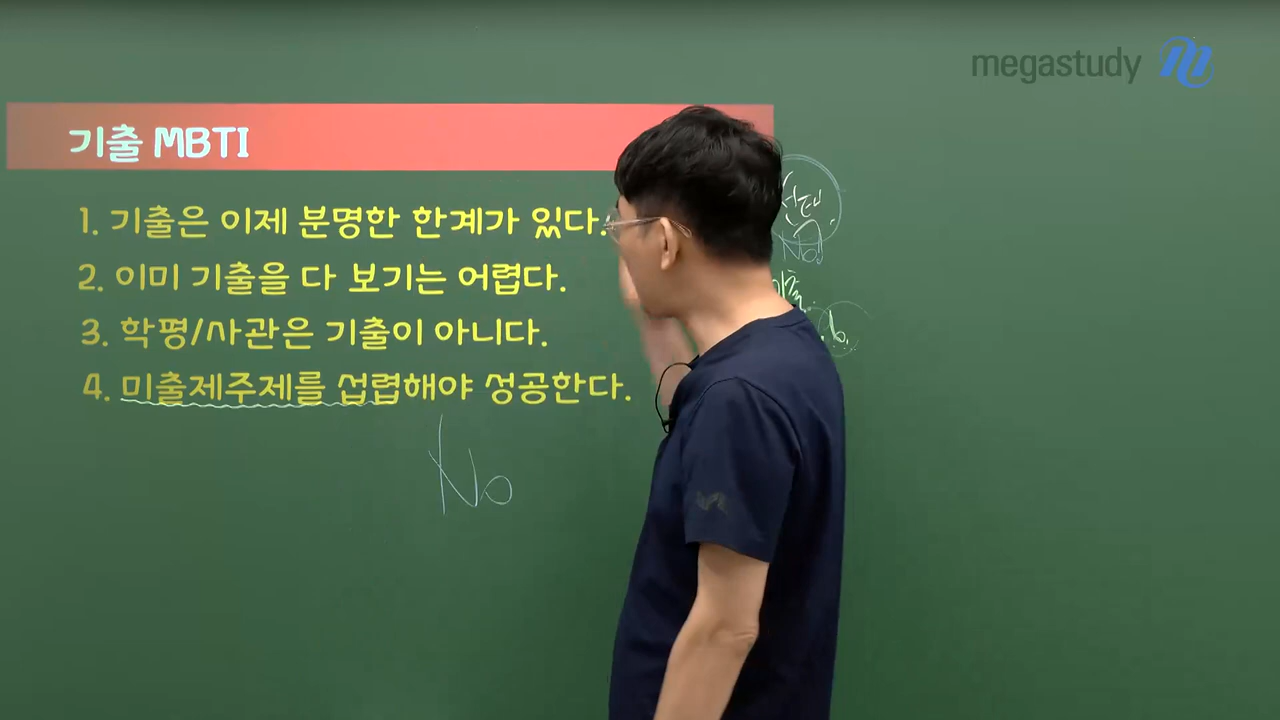 megastudy
기출 MBTI
1. 기출은 이제 분명한 한계가 있다.
2. 이미 기출을 다 보기는 어렵다.
3. 학평/사관은 기출이 아니다.
4. 미출제주제를 섭렵해야 성공한다.
No
No!
6.